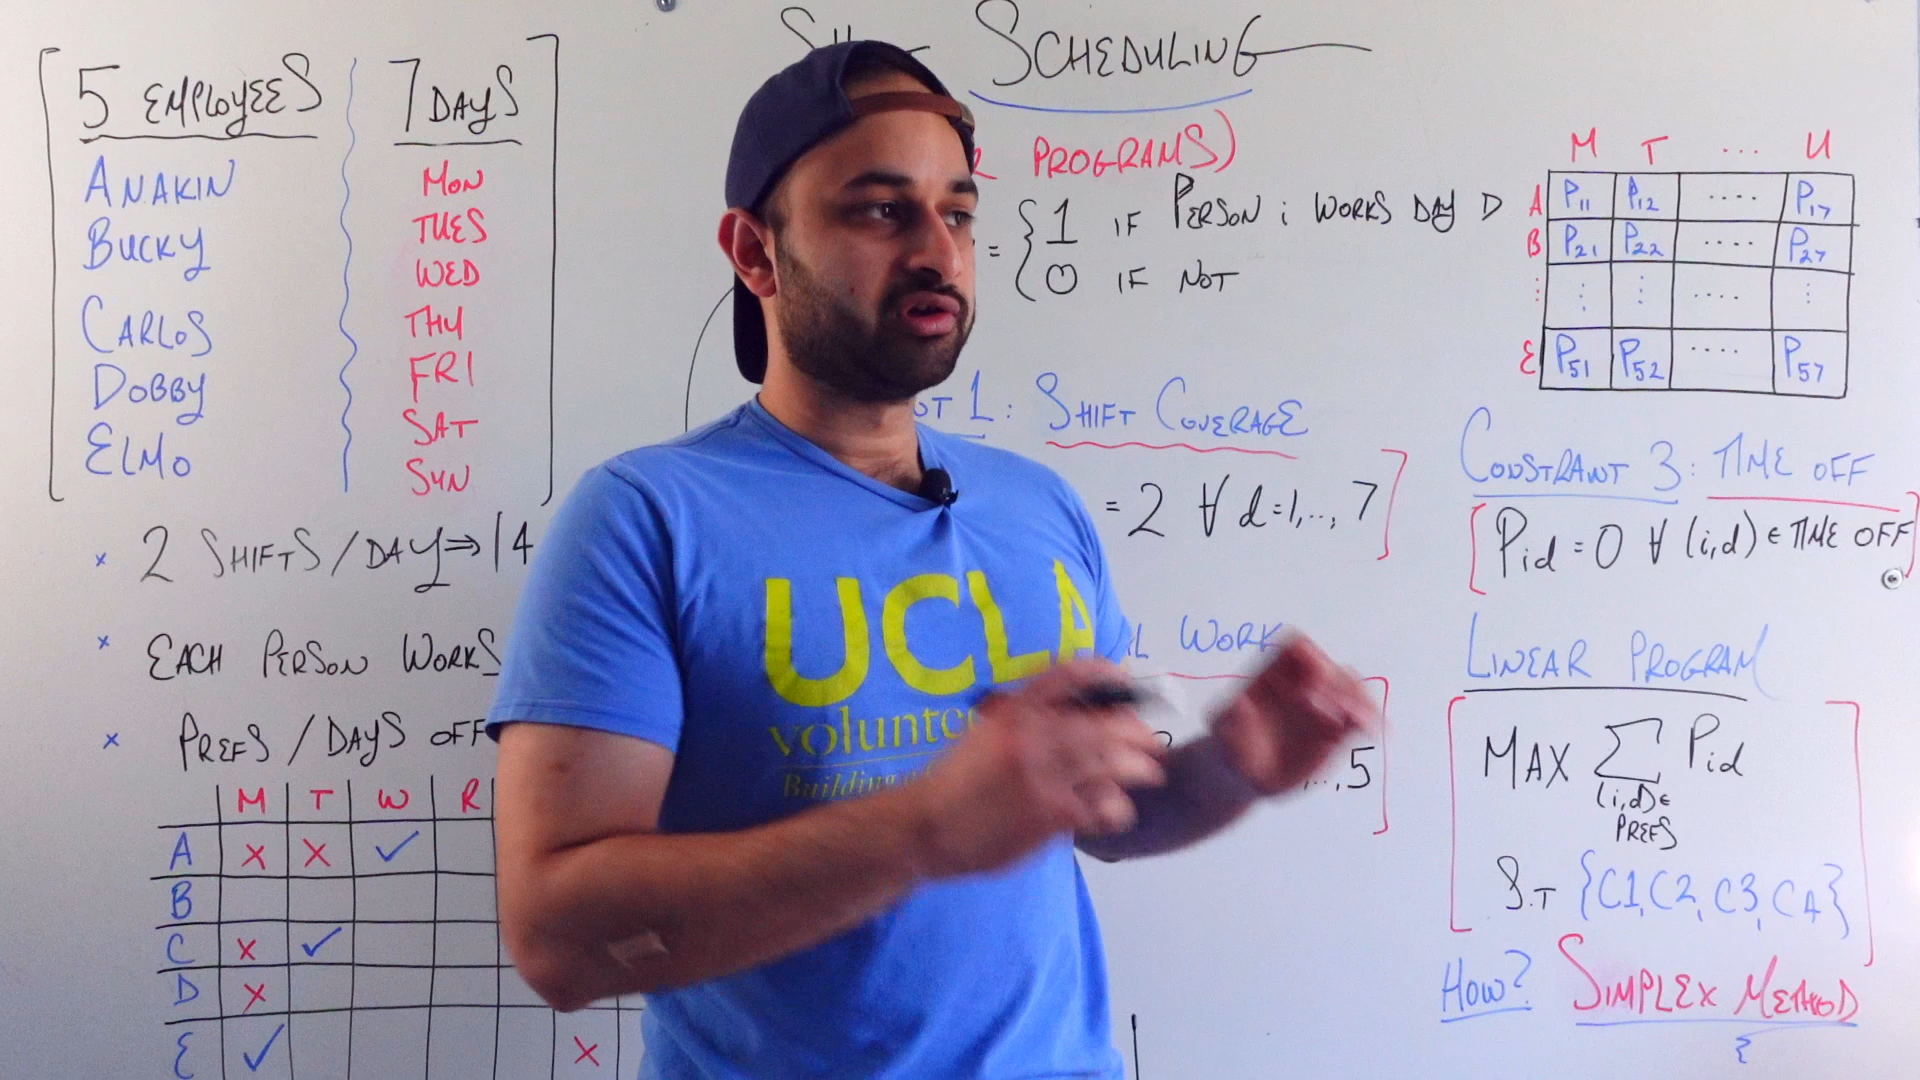 SCHEDULING
PROGRAMS)
5 EMPLOYEES
7 DAYS
ANAKIN
BUCKY
CARLOS
DOBBY
ELMO
MON
TUES
WED
THU
FRI
SAT
SUN
* 2 SHIFTS / DAY ⇒ 14
* EACH PERSON WORKS
* PREFS / DAYS OFF
M T W R
A X X ✓
B
C X ✓
D X
E ✓ X
= { 1 IF PERSON i WORKS DAY D
0 IF NOT
1: SHIFT COVERAGE
= 2 ∀ d=1,..,7
WORK
..,5
M T ... U
A P11 P12 .... P17
B P21 P22 .... P27
⋮ ⋮ ⋮ .... ⋮
E P51 P52 .... P57
CONSTRAINT 3: TIME OFF
Pid = 0 ∀ (i,d) ∈ TIME OFF
LINEAR PROGRAM
MAX Σ Pid
(i,d)∈
PREFS
S.T {C1, C2, C3, C4}
HOW? SIMPLEX METHOD
UCLA
Building